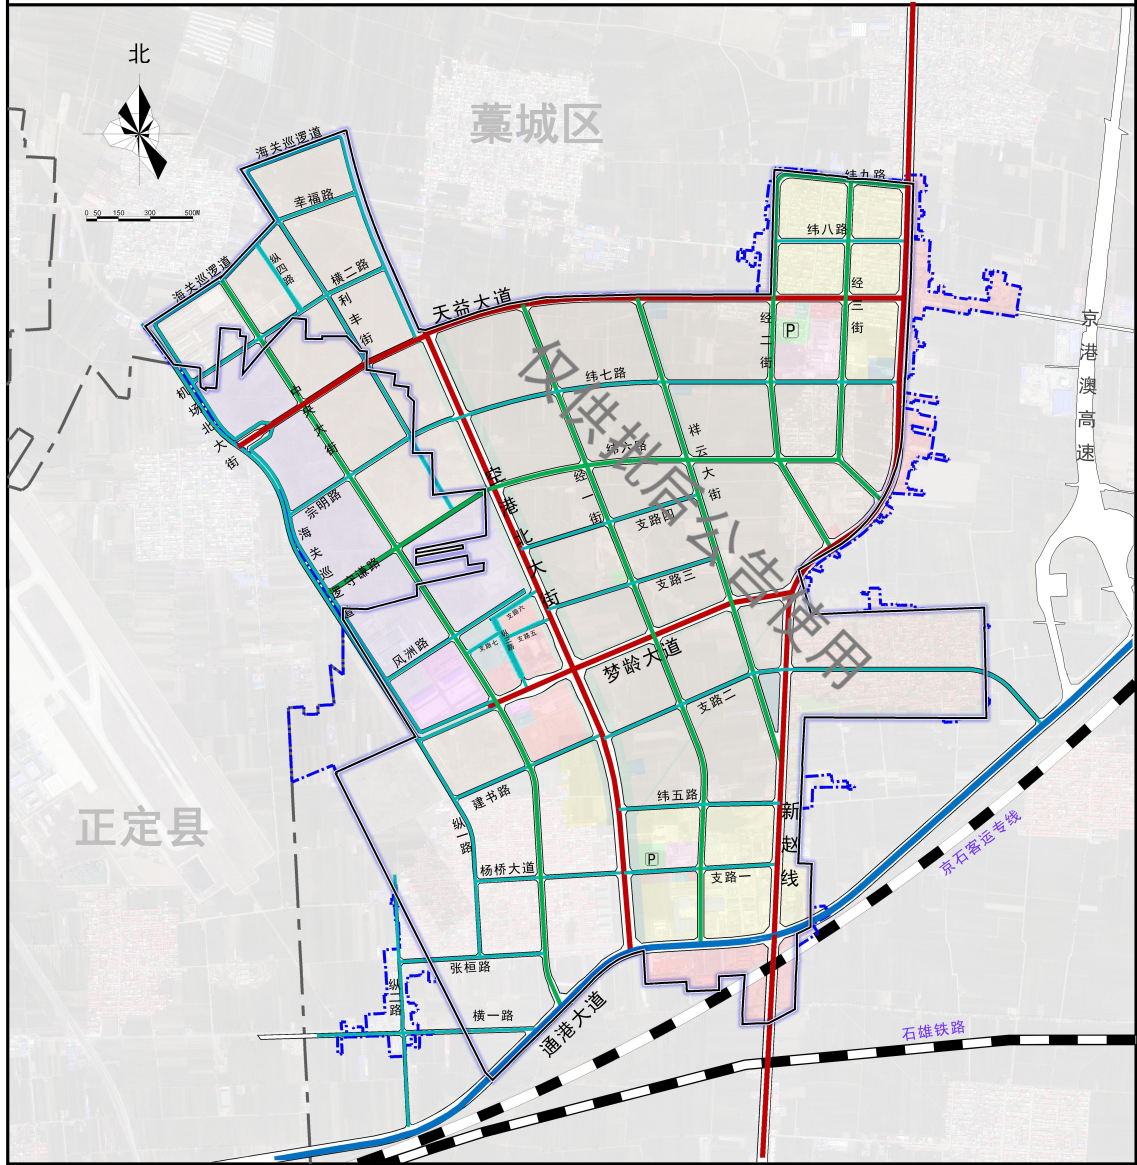 北
0 50 150 300 500M
藁城区
海关巡逻道
幸福路
纬九路
纬八路
纵四路
横二路
海关巡逻道
利丰街
天益大道
经三街
经二街
P
京港澳高速
机场北大街
中央大街
纬七路
仅供批后公告使用
祥云大街
纬六路
空港北大街
经一街
宗明路
支路四
海关巡逻道
罗守谦路
支路三
支路六
支路五
支路七
风洲路
梦龄大道
支路二
建书路
纬五路
新赵线
正定县
纵一路
杨桥大道
P
支路一
京石客运专线
张桓路
纵二路
横一路
通港大道
石雄铁路